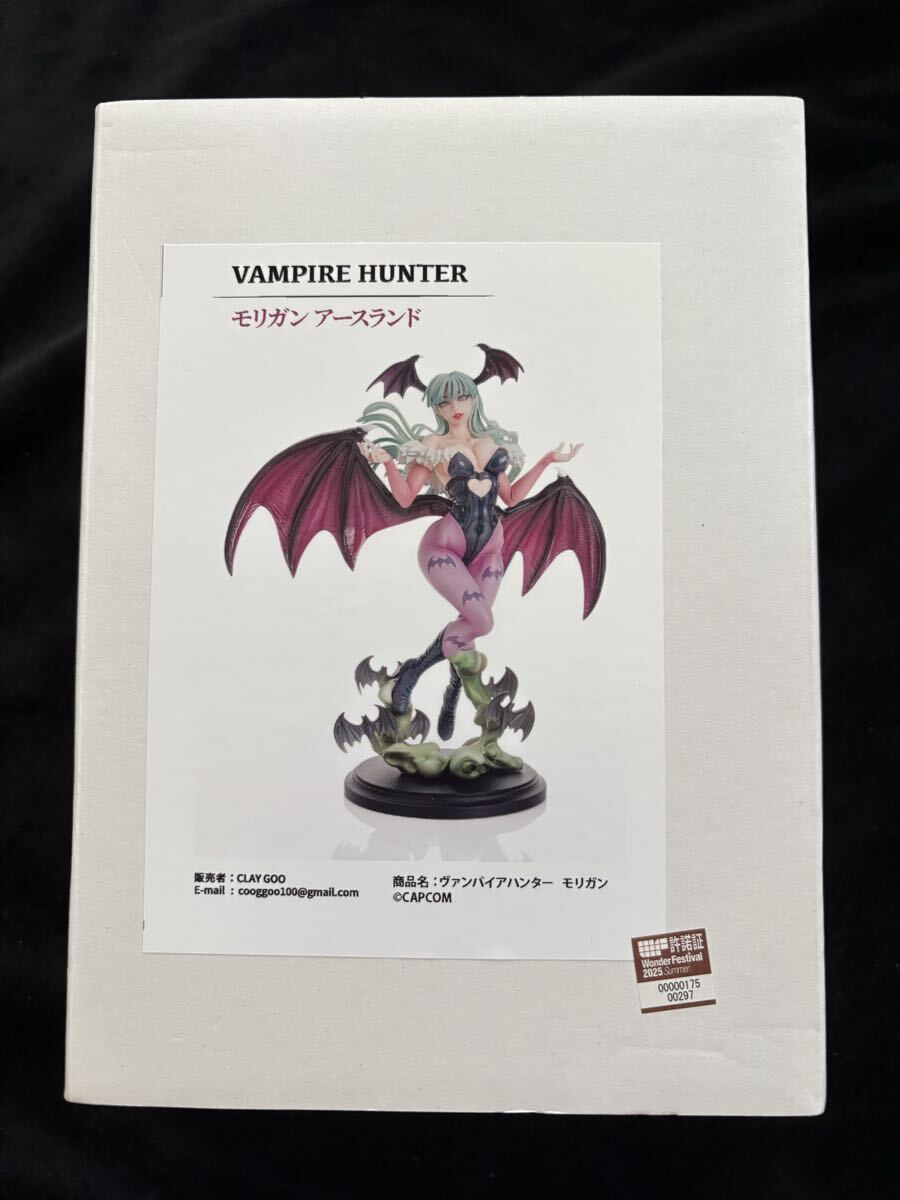 VAMPIRE HUNTER
モリガン アースランド
販売者：CLAY GOO
E-mail : cooggoo100@gmail.com
商品名：ヴァンパイアハンター モリガン
©CAPCOM
WF 許諾証
WonderFestival
2025 Summer
00000175
00297